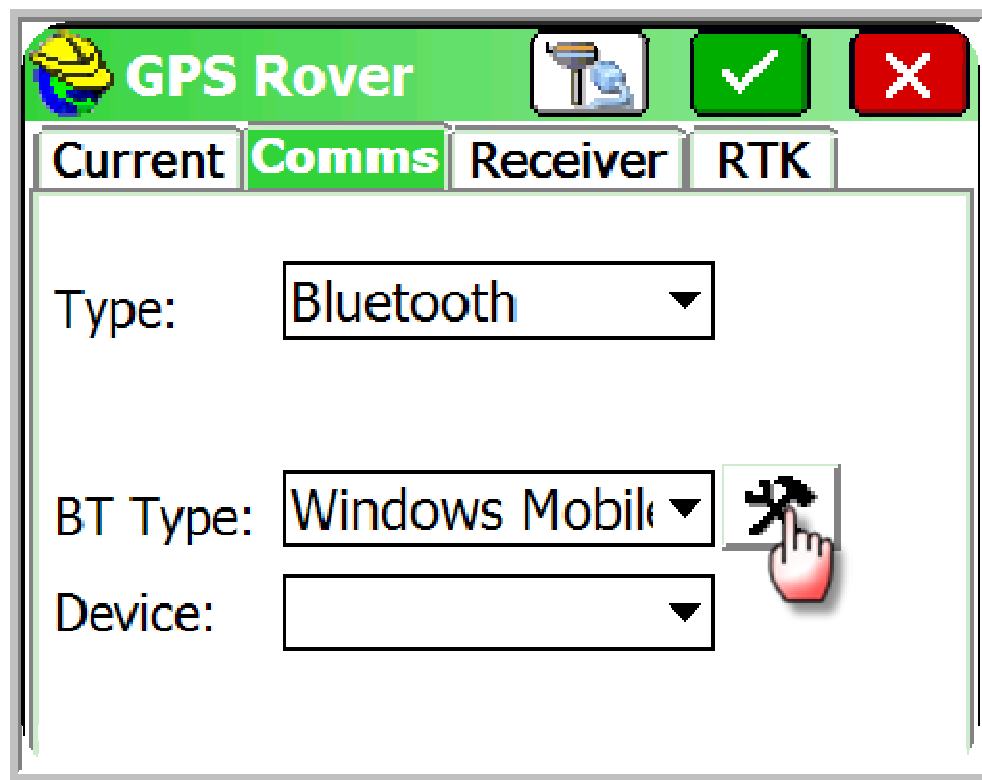 GPS Rover
Current Comms Receiver RTK
Type: Bluetooth
BT Type: Windows Mobile
Device: